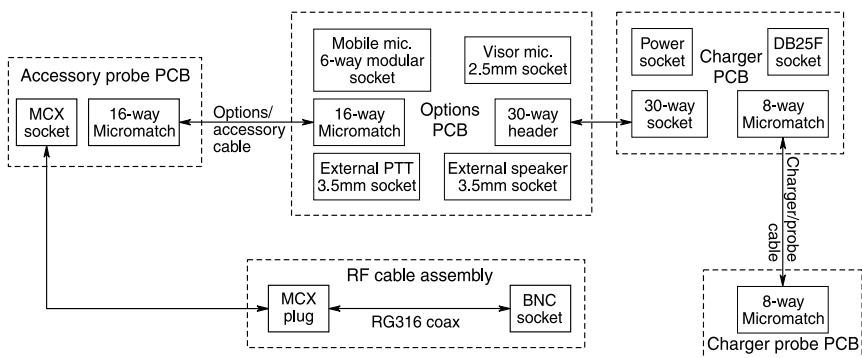 Accessory probe PCB
MCX
socket
16-way
Micromatch
Options/
accessory
cable
Mobile mic.
6-way modular
socket
Visor mic.
2.5mm socket
16-way
Micromatch
Options
PCB
30-way
header
External PTT
3.5mm socket
External speaker
3.5mm socket
Power
socket
Charger
PCB
DB25F
socket
30-way
socket
8-way
Micromatch
Charger/probe
cable
RF cable assembly
MCX
plug
RG316 coax
BNC
socket
8-way
Micromatch
Charger probe PCB